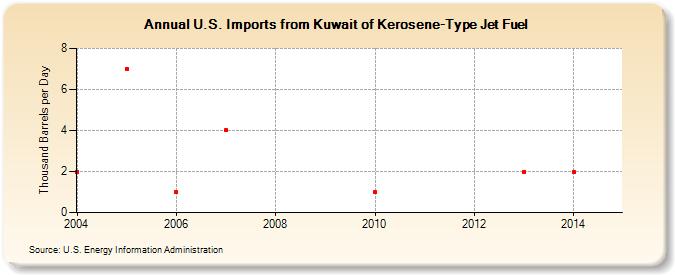 Annual U.S. Imports from Kuwait of Kerosene-Type Jet Fuel
Thousand Barrels per Day
8
6
4
2
0
2004 2006 2008 2010 2012 2014
Source: U.S. Energy Information Administration